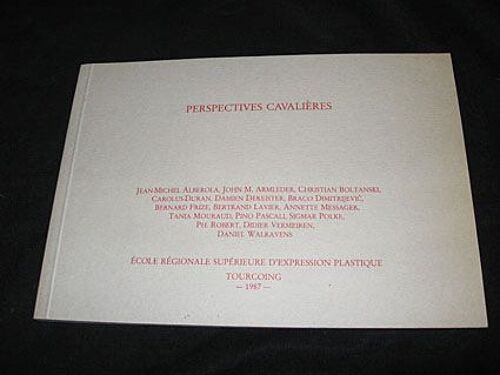 PERSPECTIVES CAVALIÈRES
JEAN-MICHEL ALBEROLA, JOHN M. ARMLEDER, CHRISTIAN BOLTANSKI,
CAROLUS-DURAN, DAMIEN DEKENTER, BRACO DIMITRIJEVIĆ,
BERNARD FRIZE, BERTRAND LAVIER, ANNETTE MESSAGER,
TANIA MOURAUD, PINO PASCALI, SIGMAR POLKE,
PIE ROBERT, DIDIER VERMEIREN,
DANIEL WALRAVENS
ÉCOLE RÉGIONALE SUPÉRIEURE D'EXPRESSION PLASTIQUE
TOURCOING
— 1987 —